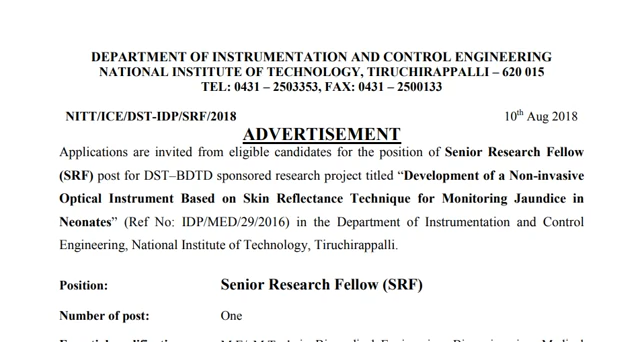 DEPARTMENT OF INSTRUMENTATION AND CONTROL ENGINEERING
NATIONAL INSTITUTE OF TECHNOLOGY, TIRUCHIRAPPALLI – 620 015
TEL: 0431 – 2503353, FAX: 0431 – 2500133
NITT/ICE/DST-IDP/SRF/2018 10th Aug 2018
ADVERTISEMENT
Applications are invited from eligible candidates for the position of Senior Research Fellow
(SRF) post for DST–BDTD sponsored research project titled “Development of a Non-invasive
Optical Instrument Based on Skin Reflectance Technique for Monitoring Jaundice in
Neonates” (Ref No: IDP/MED/29/2016) in the Department of Instrumentation and Control
Engineering, National Institute of Technology, Tiruchirappalli.
Position: Senior Research Fellow (SRF)
Number of post: One